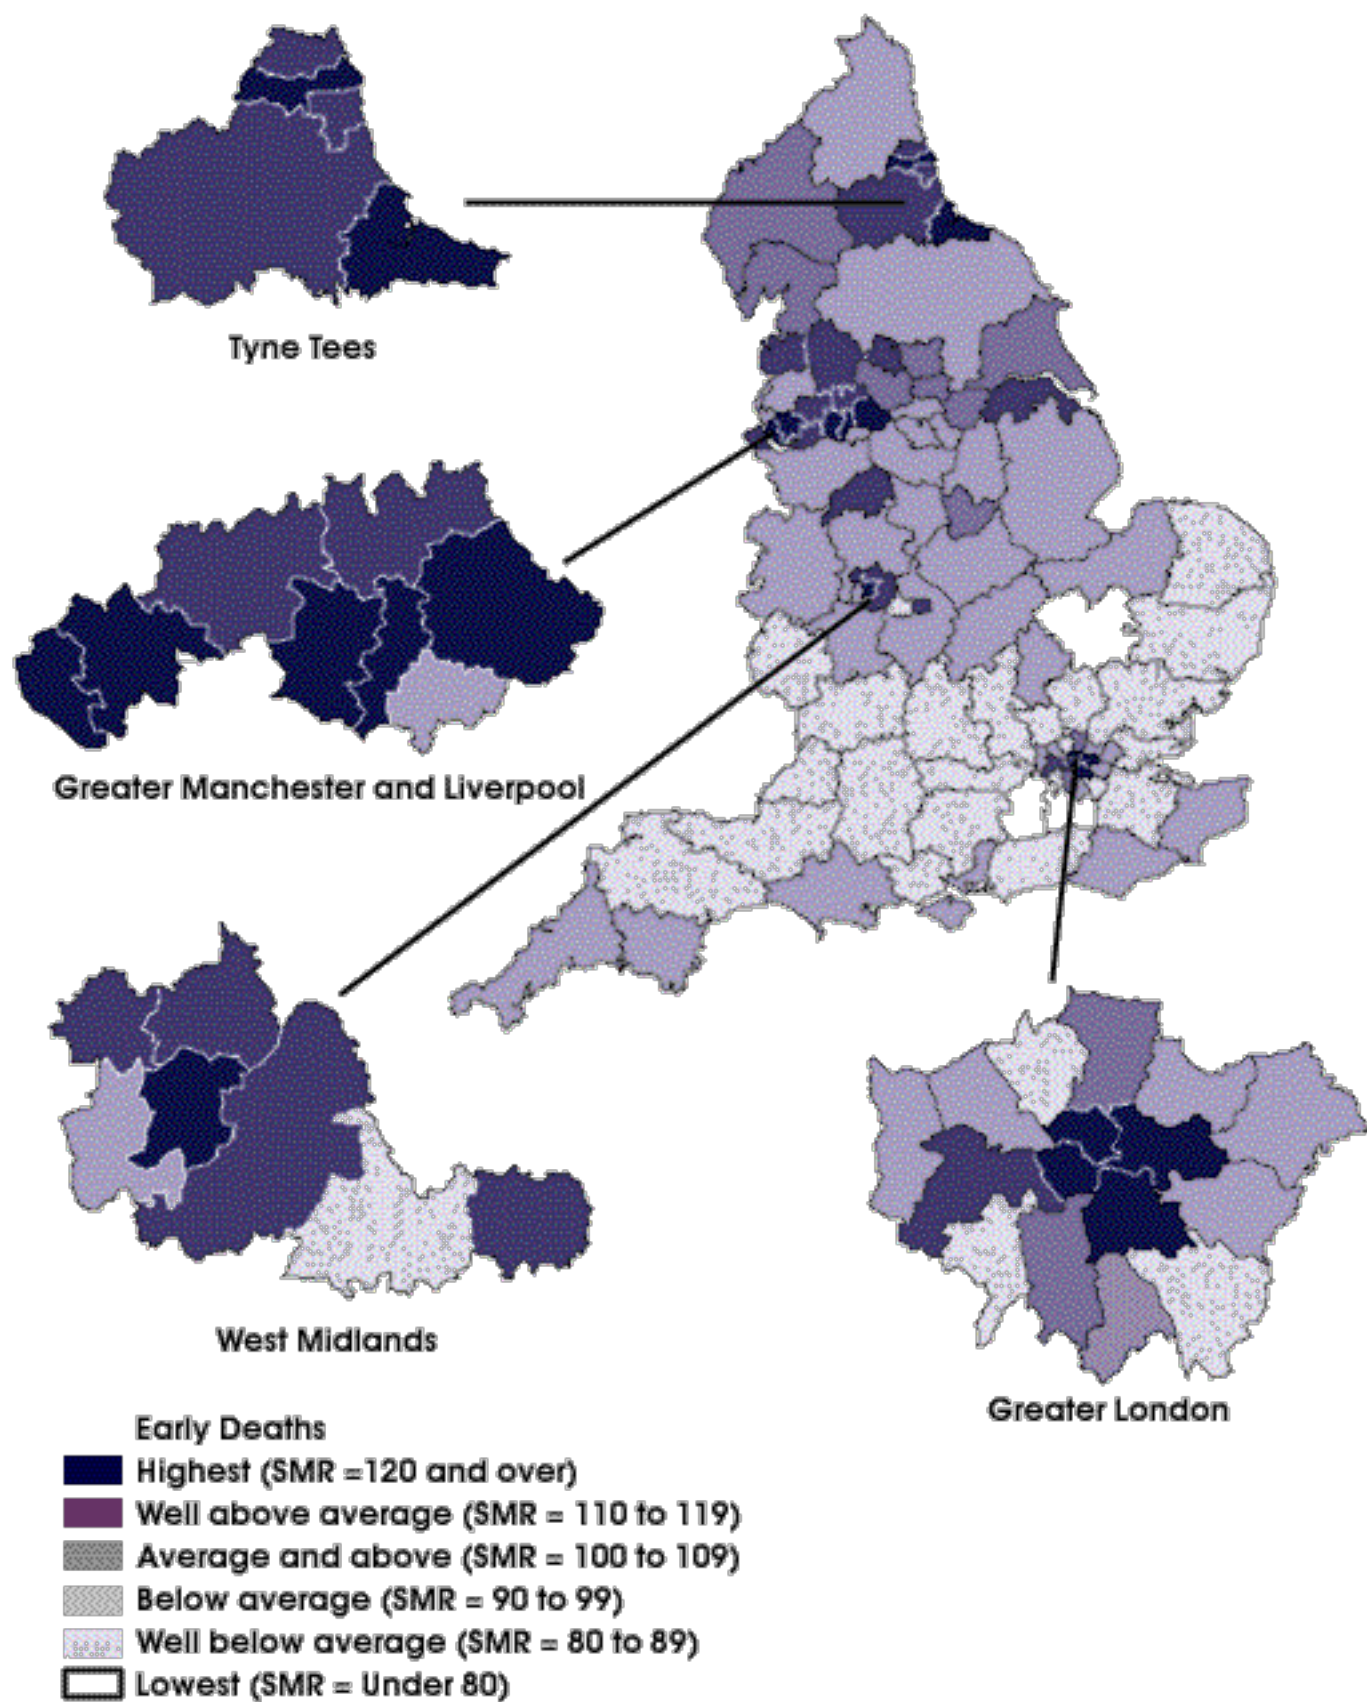 Tyne Tees
Greater Manchester and Liverpool
West Midlands
Greater London
Early Deaths
Highest (SMR =120 and over)
Well above average (SMR = 110 to 119)
Average and above (SMR = 100 to 109)
Below average (SMR = 90 to 99)
Well below average (SMR = 80 to 89)
Lowest (SMR = Under 80)